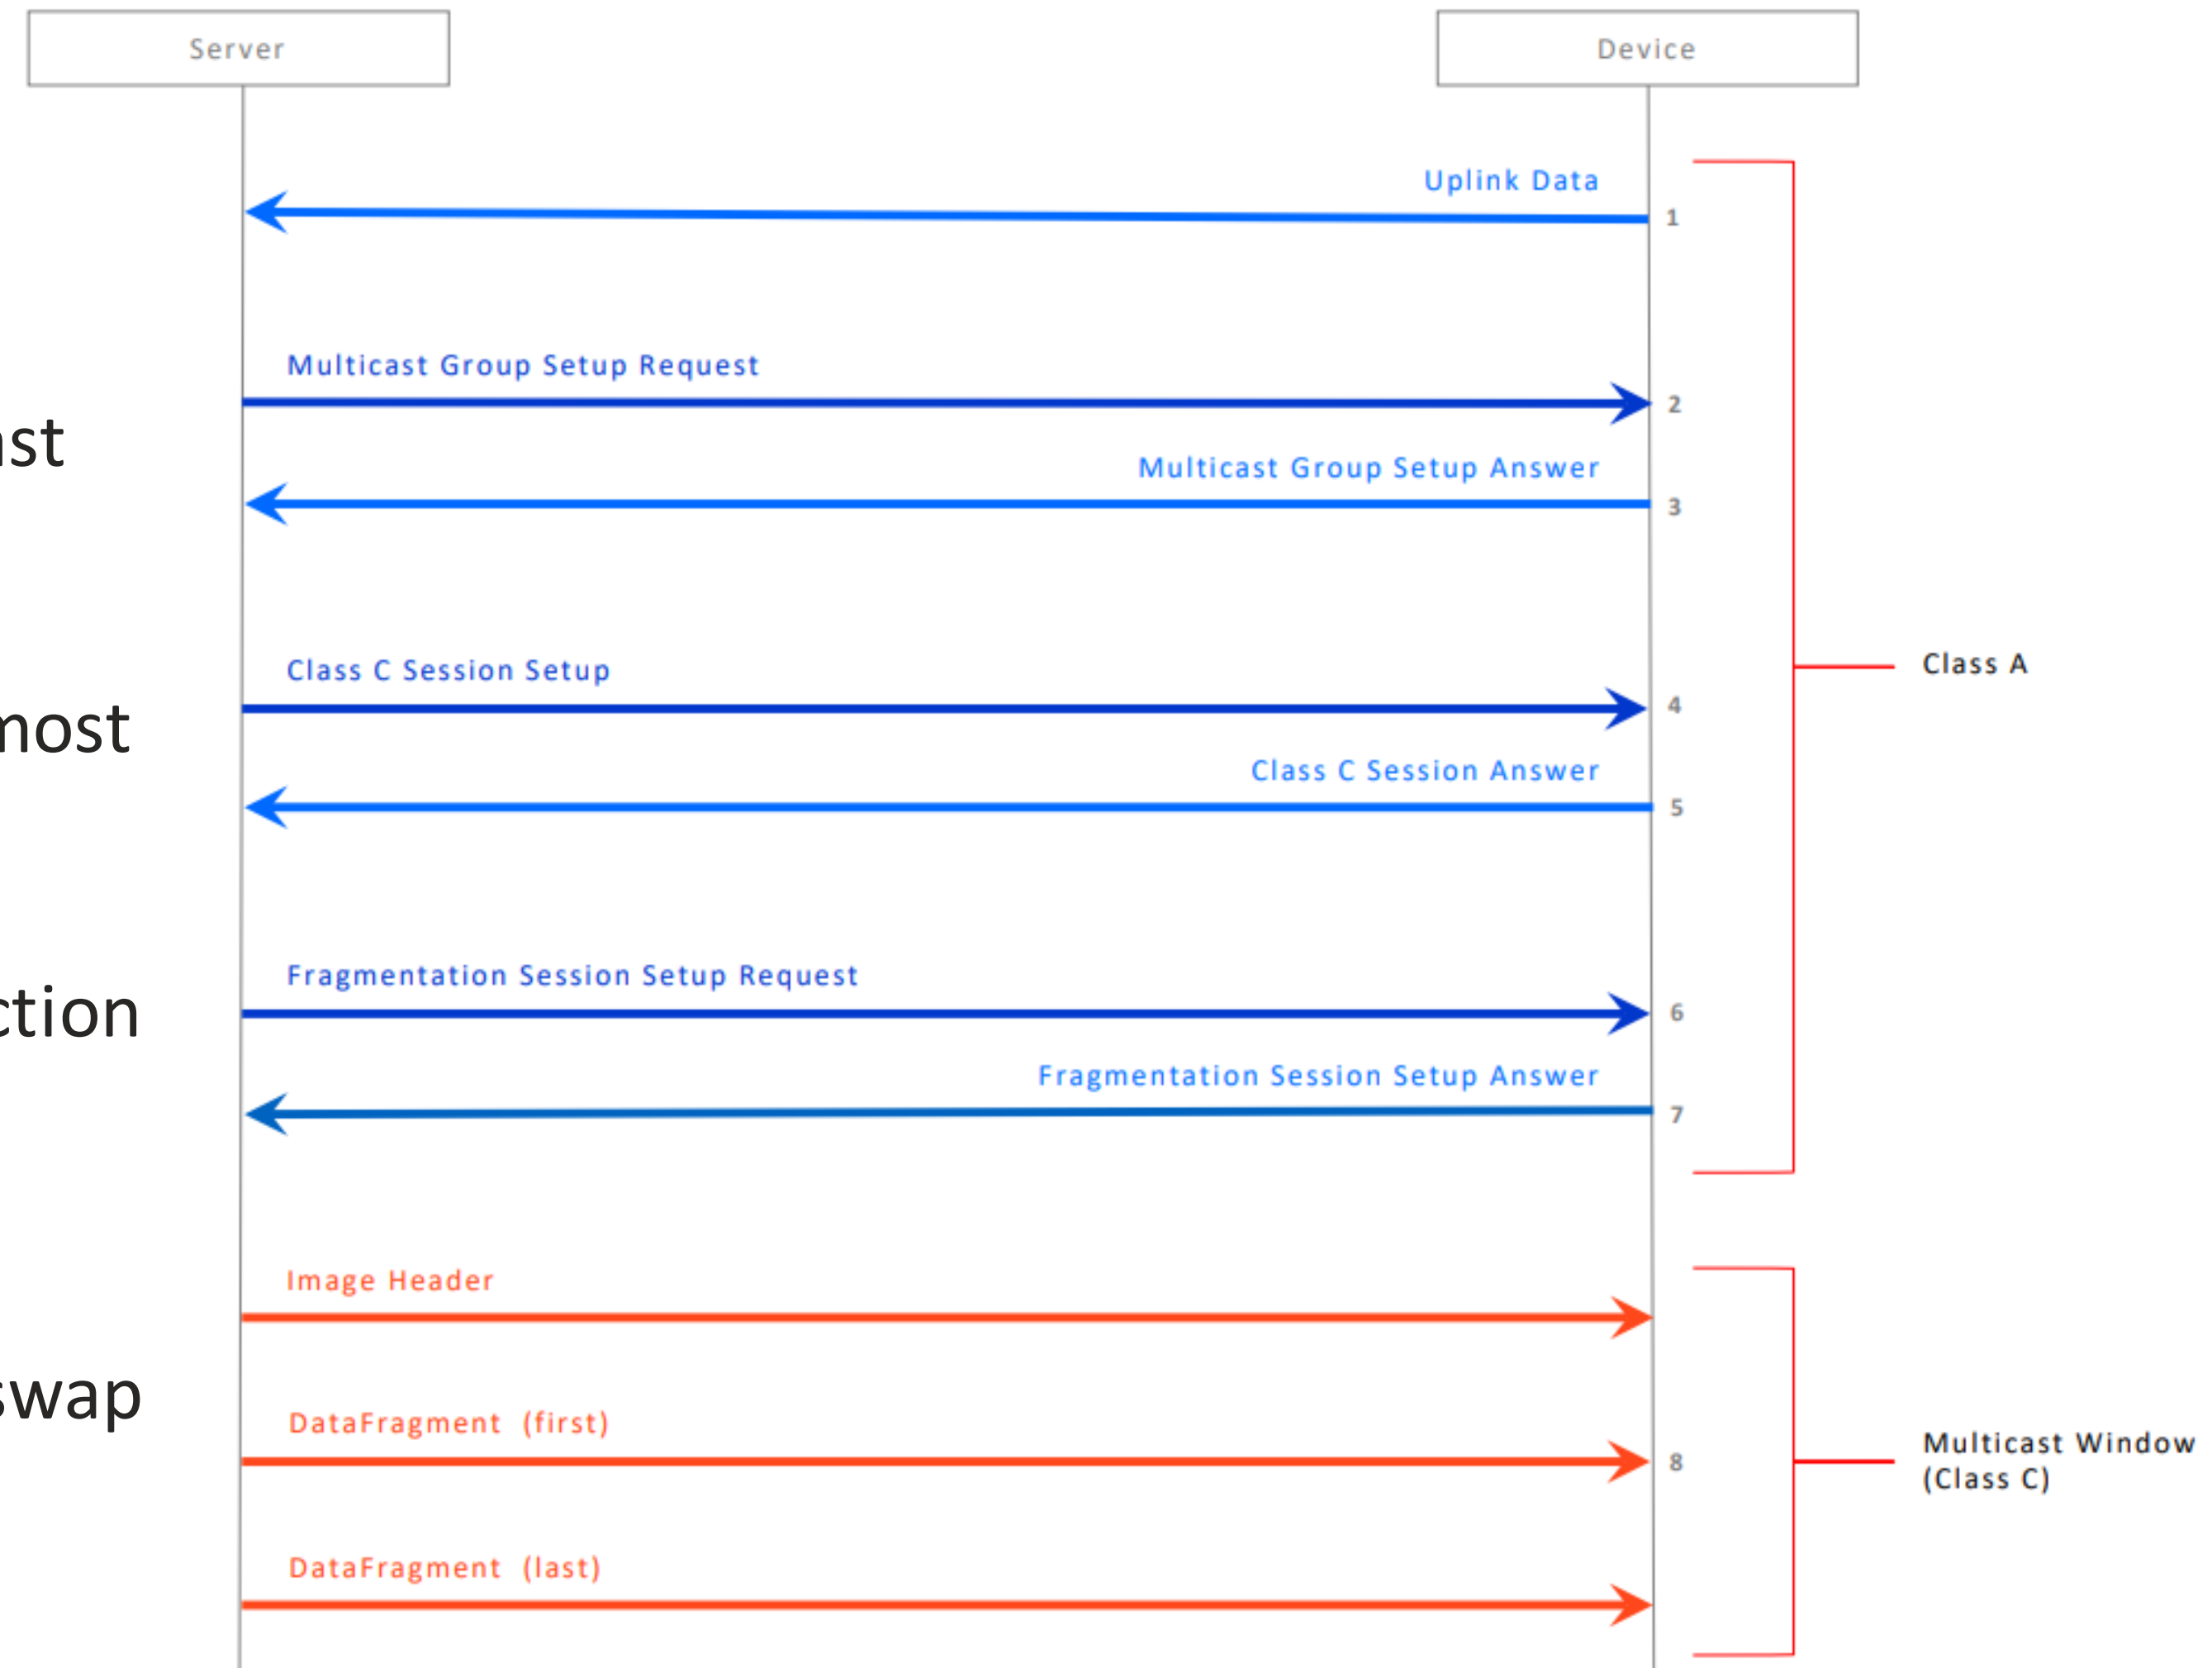 Server
Device
Uplink Data
1
Multicast Group Setup Request
2
Multicast Group Setup Answer
3
Class C Session Setup
4
Class A
most
Class C Session Answer
5
Fragmentation Session Setup Request
6
Fragmentation Session Setup Answer
7
Image Header
swap
DataFragment (first)
8
Multicast Window
(Class C)
DataFragment (last)